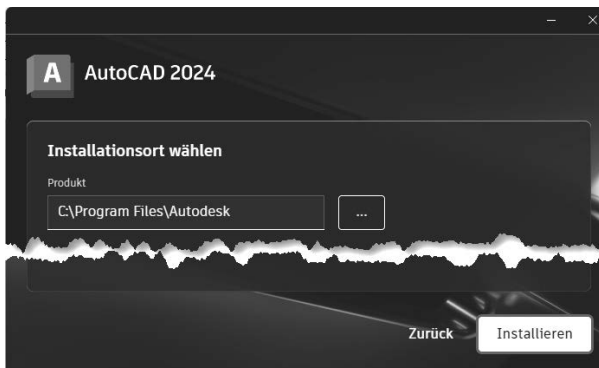 A AutoCAD 2024
Installationsort wählen
Produkt
C:\Program Files\Autodesk
...
Zurück
Installieren